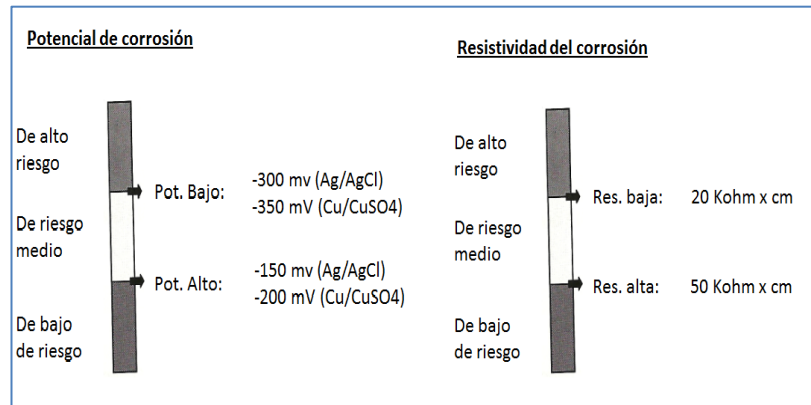 Potencial de corrosión
De alto
riesgo
Pot. Bajo:
-300 mv (Ag/AgCl)
-350 mV (Cu/CuSO4)
De riesgo
medio
Pot. Alto:
-150 mv (Ag/AgCl)
-200 mV (Cu/CuSO4)
De bajo
de riesgo
Resistividad del corrosión
De alto
riesgo
Res. baja: 20 Kohm x cm
De riesgo
medio
Res. alta: 50 Kohm x cm
De bajo
de riesgo